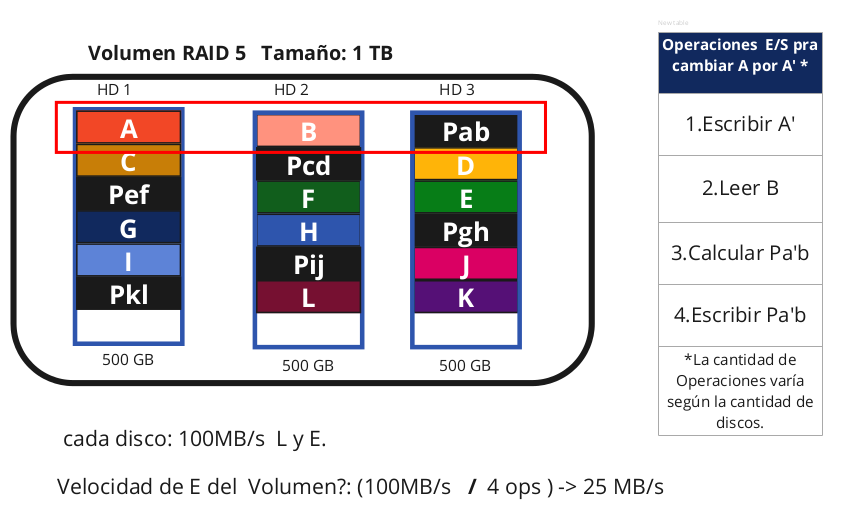 Newtable
Volumen RAID 5   Tamaño: 1 TB
HD 1
HD 2
HD 3
A
B
Pab
C
Pcd
D
Pef
F
E
G
H
Pgh
I
Pij
J
Pkl
L
K
500 GB
500 GB
500 GB
Operaciones  E/S pra
cambiar A por A' *
1.Escribir A'
2.Leer B
3.Calcular Pa'b
4.Escribir Pa'b
*La cantidad de
Operaciones varía
según la cantidad de
discos.
cada disco: 100MB/s  L y E.
Velocidad de E del  Volumen?: (100MB/s   /  4 ops ) -> 25 MB/s